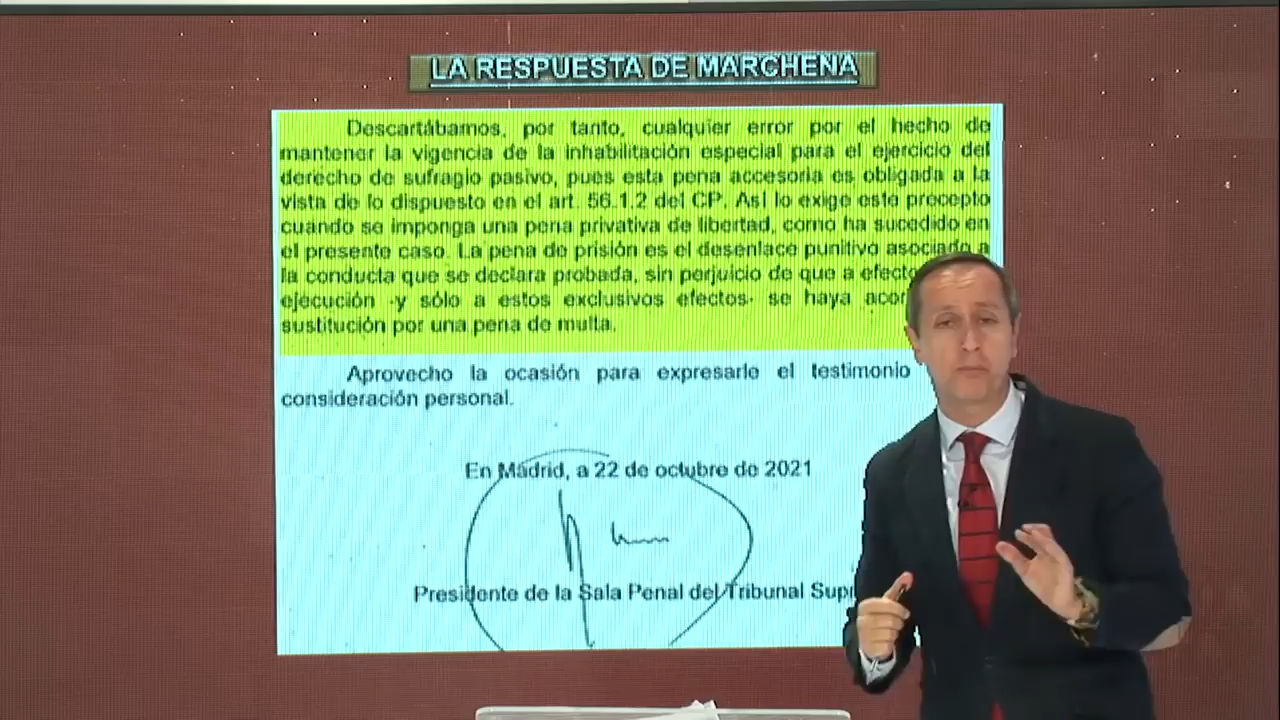 LA RESPUESTA DE MARCHENA
Descartábamos, por tanto, cualquier error por el hecho de
mantener la vigencia de la inhabilitación especial para el ejercicio del
derecho de sufragio pasivo, pues esta pena accesoria es obligada a la
vista de lo dispuesto en el art. 56.1.2 del CP. Así lo exige este precepto
cuando se imponga una pena privativa de libertad, como ha sucedido en
el presente caso. La pena de prisión es el desenlace punitivo asociado a
la conducta que se declara probada, sin perjuicio de que a efecto
ejecución -y sólo a estos exclusivos efectos- se haya acor
sustitución por una pena de multa.
Aprovecho la ocasión para expresarle el testimonio
consideración personal.
En Madrid, a 22 de octubre de 2021
Presidente de la Sala Penal del Tribunal Supr